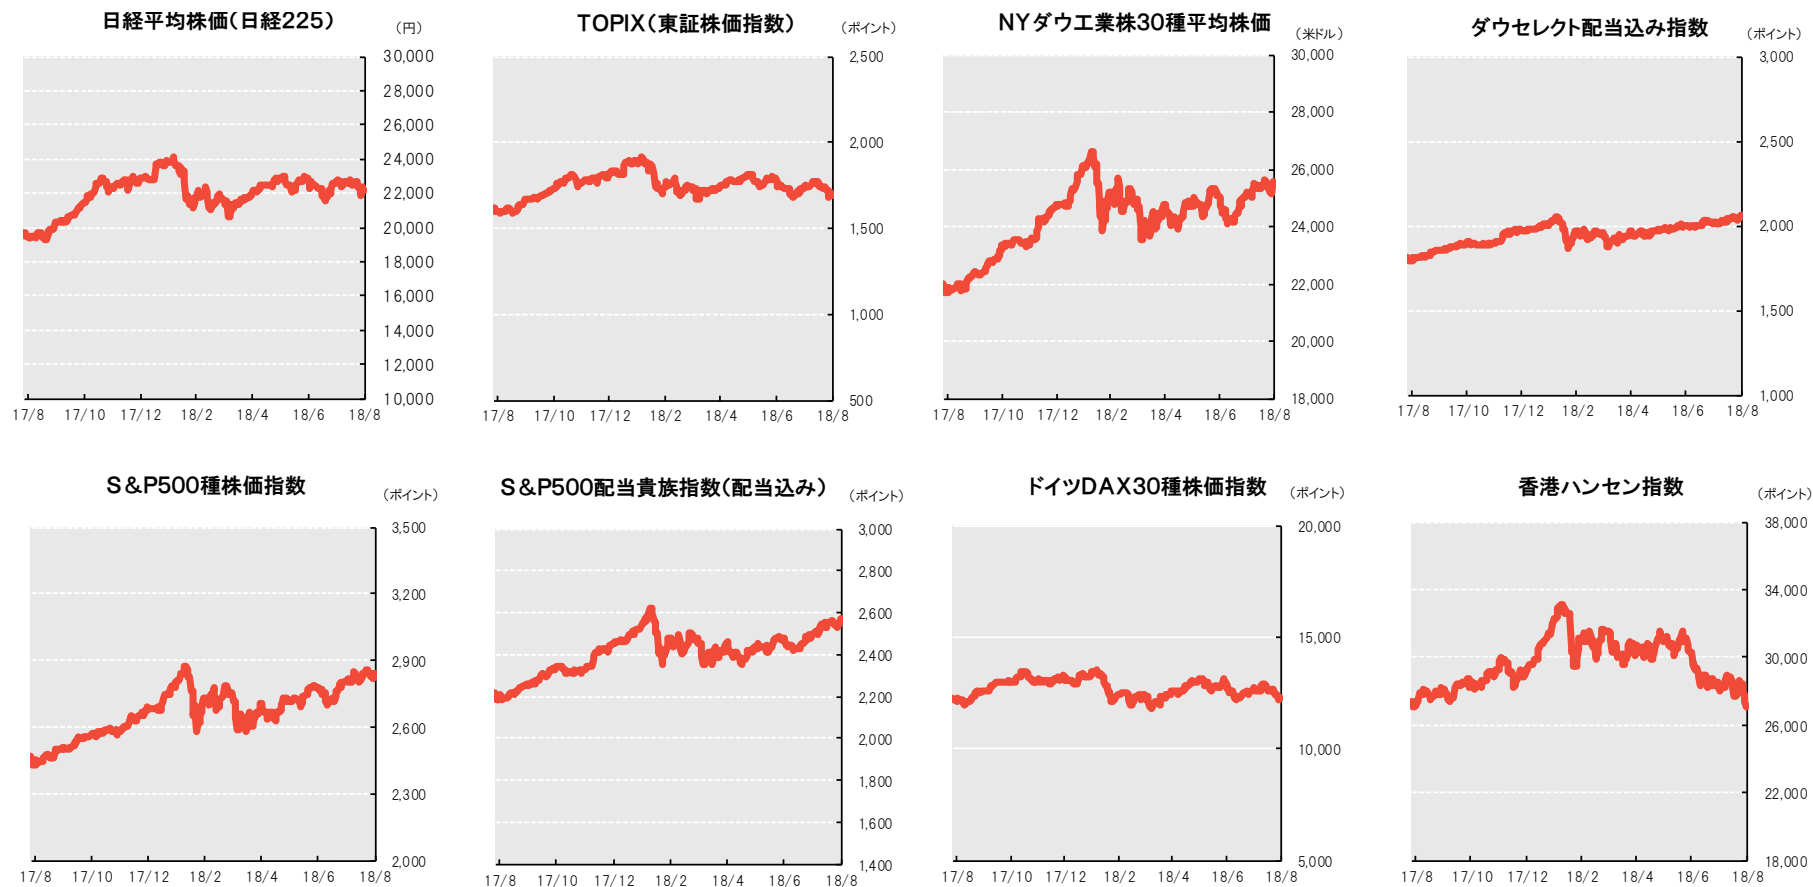 日経平均株価（日経225）
（円）
30,000
28,000
26,000
24,000
22,000
20,000
18,000
16,000
14,000
12,000
10,000
17/8 17/10 17/12 18/2 18/4 18/6 18/8
TOPIX（東証株価指数）
（ポイント）
2,500
2,000
1,500
1,000
500
17/8 17/10 17/12 18/2 18/4 18/6 18/8
NYダウ工業株30種平均株価
（米ドル）
30,000
28,000
26,000
24,000
22,000
20,000
18,000
17/8 17/10 17/12 18/2 18/4 18/6 18/8
ダウセレクト配当込み指数
（ポイント）
3,000
2,500
2,000
1,500
1,000
17/8 17/10 17/12 18/2 18/4 18/6 18/8
S&P500種株価指数
（ポイント）
3,500
3,200
2,900
2,600
2,300
2,000
17/8 17/10 17/12 18/2 18/4 18/6 18/8
S&P500配当貴族指数（配当込み）
（ポイント）
3,000
2,800
2,600
2,400
2,200
2,000
1,800
1,600
1,400
17/8 17/10 17/12 18/2 18/4 18/6 18/8
ドイツDAX30種株価指数
（ポイント）
20,000
15,000
10,000
5,000
17/8 17/10 17/12 18/2 18/4 18/6 18/8
香港ハンセン指数
（ポイント）
38,000
34,000
30,000
26,000
22,000
18,000
17/8 17/10 17/12 18/2 18/4 18/6 18/8